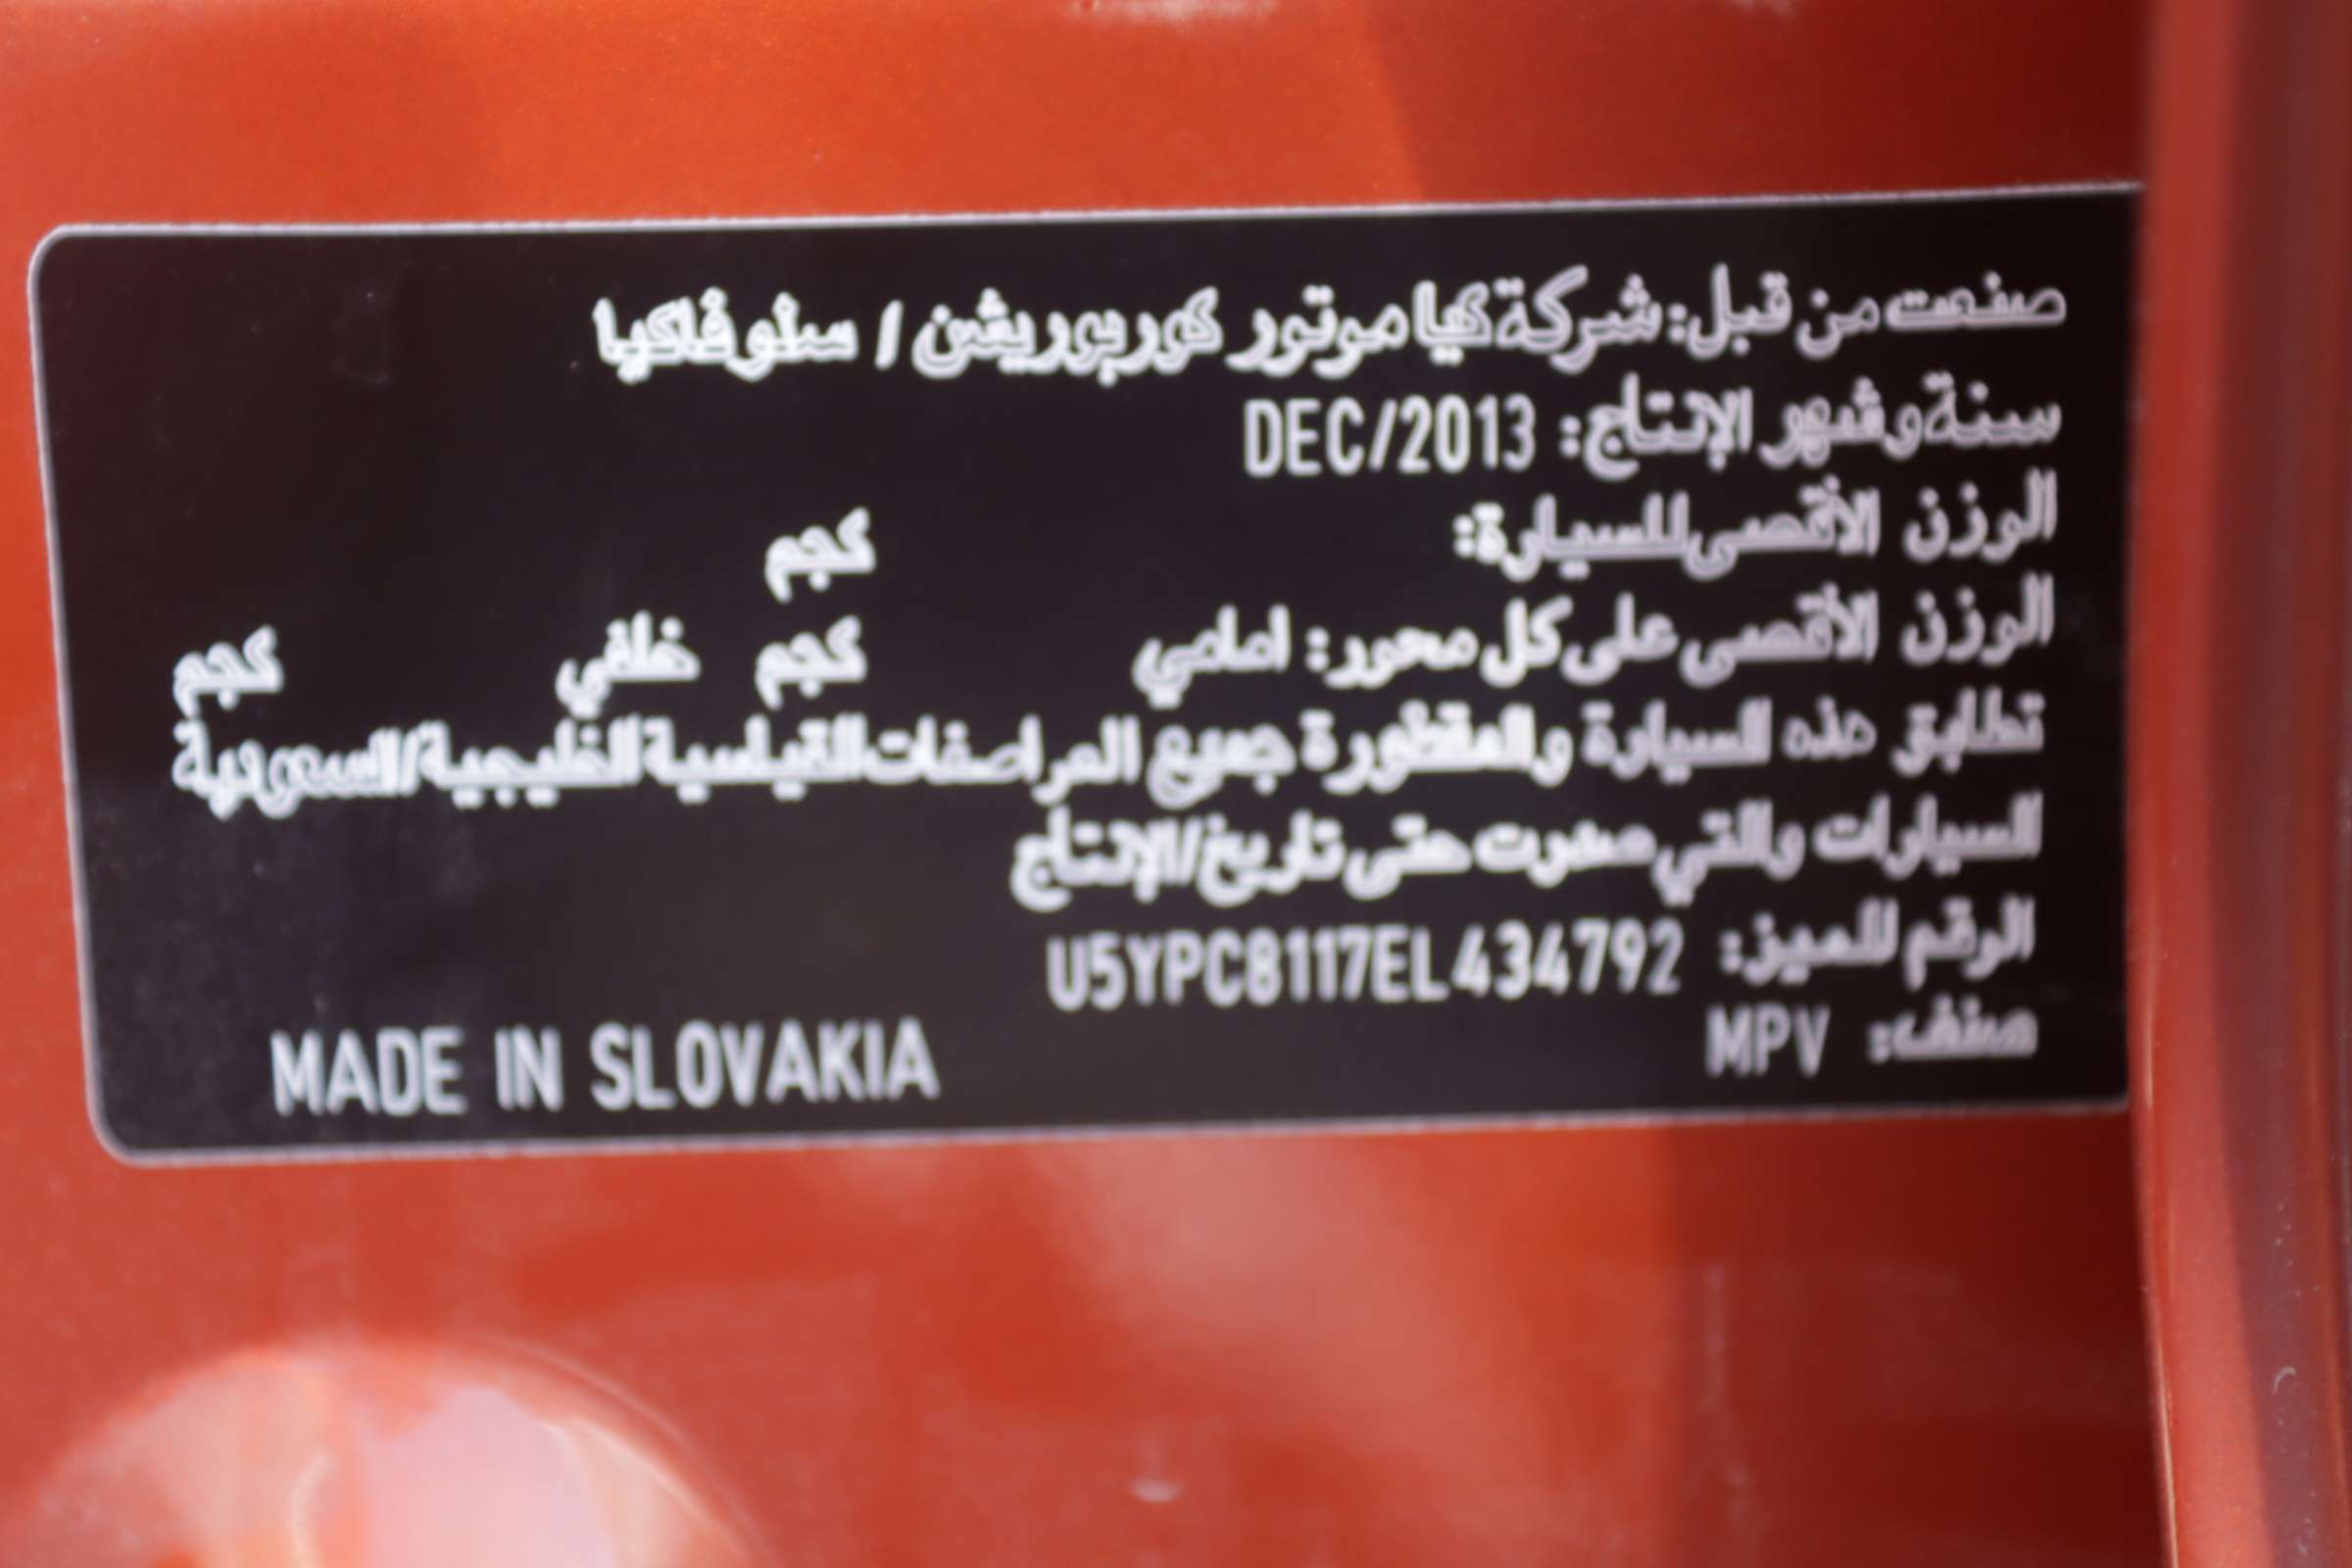 صنعت من قبل: شركة كيا موتور كوربوريشن / سلوفاكيا
سنة وشهر الإنتاج: DEC/2013
الوزن الأقصى للسيارة: كجم
الوزن الأقصى على كل محور: امامي كجم خلفي كجم
تطابق هذه السيارة والمقطورة جميع المواصفات القياسية الخليجية/السعودية
السيارات والتي صدرت حتى تاريخ/الإنتاج
الرقم المميز: U5YPC8117EL434792
صنف: MPV
MADE IN SLOVAKIA